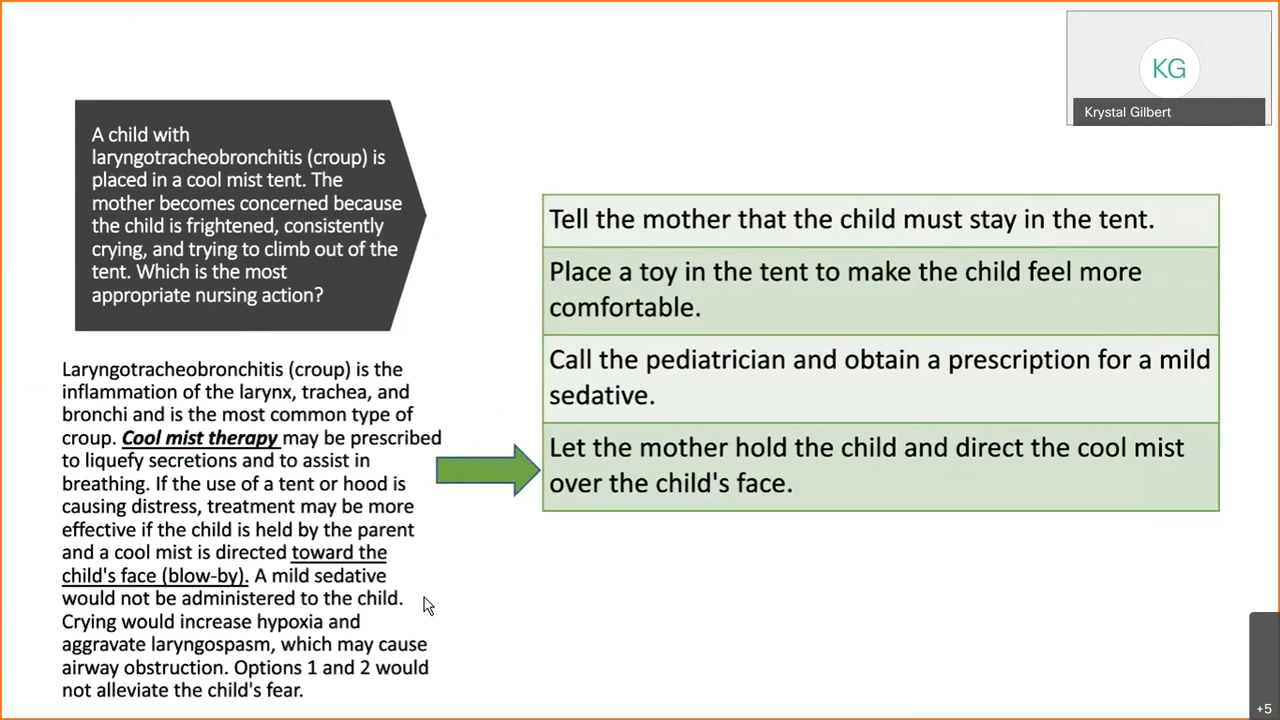 KG
Krystal Gilbert
A child with
laryngotracheobronchitis (croup) is
placed in a cool mist tent. The
mother becomes concerned because
the child is frightened, consistently
crying, and trying to climb out of the
tent. Which is the most
appropriate nursing action?
Laryngotracheobronchitis (croup) is the
inflammation of the larynx, trachea, and
bronchi and is the most common type of
croup. Cool mist therapy may be prescribed
to liquefy secretions and to assist in
breathing. If the use of a tent or hood is
causing distress, treatment may be more
effective if the child is held by the parent
and a cool mist is directed toward the
child's face (blow-by). A mild sedative
would not be administered to the child.
Crying would increase hypoxia and
aggravate laryngospasm, which may cause
airway obstruction. Options 1 and 2 would
not alleviate the child's fear.
Tell the mother that the child must stay in the tent.
Place a toy in the tent to make the child feel more
comfortable.
Call the pediatrician and obtain a prescription for a mild
sedative.
Let the mother hold the child and direct the cool mist
over the child's face.
+5